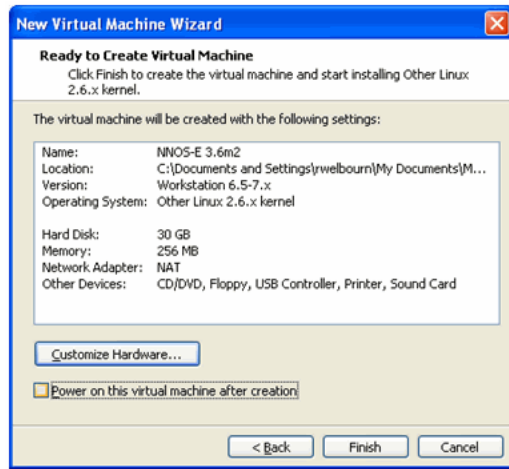 New Virtual Machine Wizard
Ready to Create Virtual Machine
Click Finish to create the virtual machine and start installing Other Linux
2.6.x kernel.
The virtual machine will be created with the following settings:
Name: NNOS-E 3.6m2
Location: C:\Documents and Settings\rwelbourn\My Documents\M...
Version: Workstation 6.5-7.x
Operating System: Other Linux 2.6.x kernel
Hard Disk: 30 GB
Memory: 256 MB
Network Adapter: NAT
Other Devices: CD/DVD, Floppy, USB Controller, Printer, Sound Card
Customize Hardware...
Power on this virtual machine after creation
< Back Finish Cancel